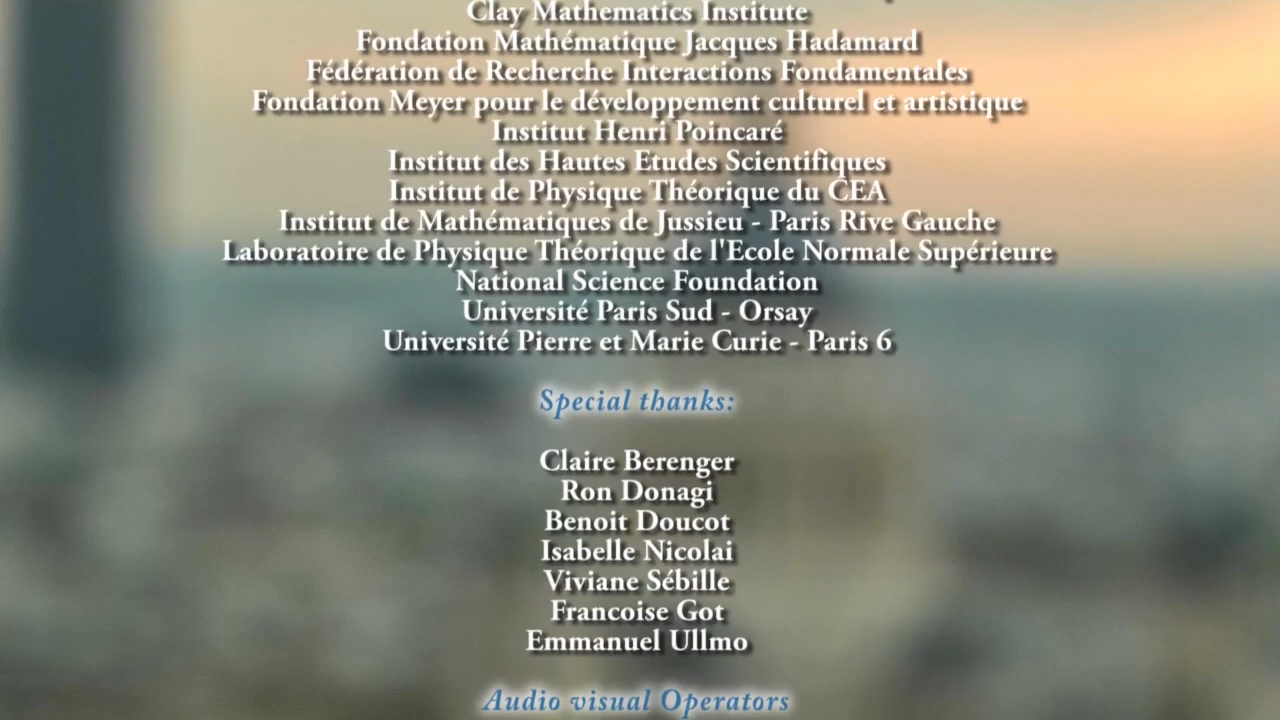 Clay Mathematics Institute
Fondation Mathématique Jacques Hadamard
Fédération de Recherche Interactions Fondamentales
Fondation Meyer pour le développement culturel et artistique
Institut Henri Poincaré
Institut des Hautes Etudes Scientifiques
Institut de Physique Théorique du CEA
Institut de Mathématiques de Jussieu - Paris Rive Gauche
Laboratoire de Physique Théorique de l'Ecole Normale Supérieure
National Science Foundation
Université Paris Sud - Orsay
Université Pierre et Marie Curie - Paris 6
Special thanks:
Claire Berenger
Ron Donagi
Benoit Doucot
Isabelle Nicolai
Viviane Sébille
Francoise Got
Emmanuel Ullmo
Audio visual Operators